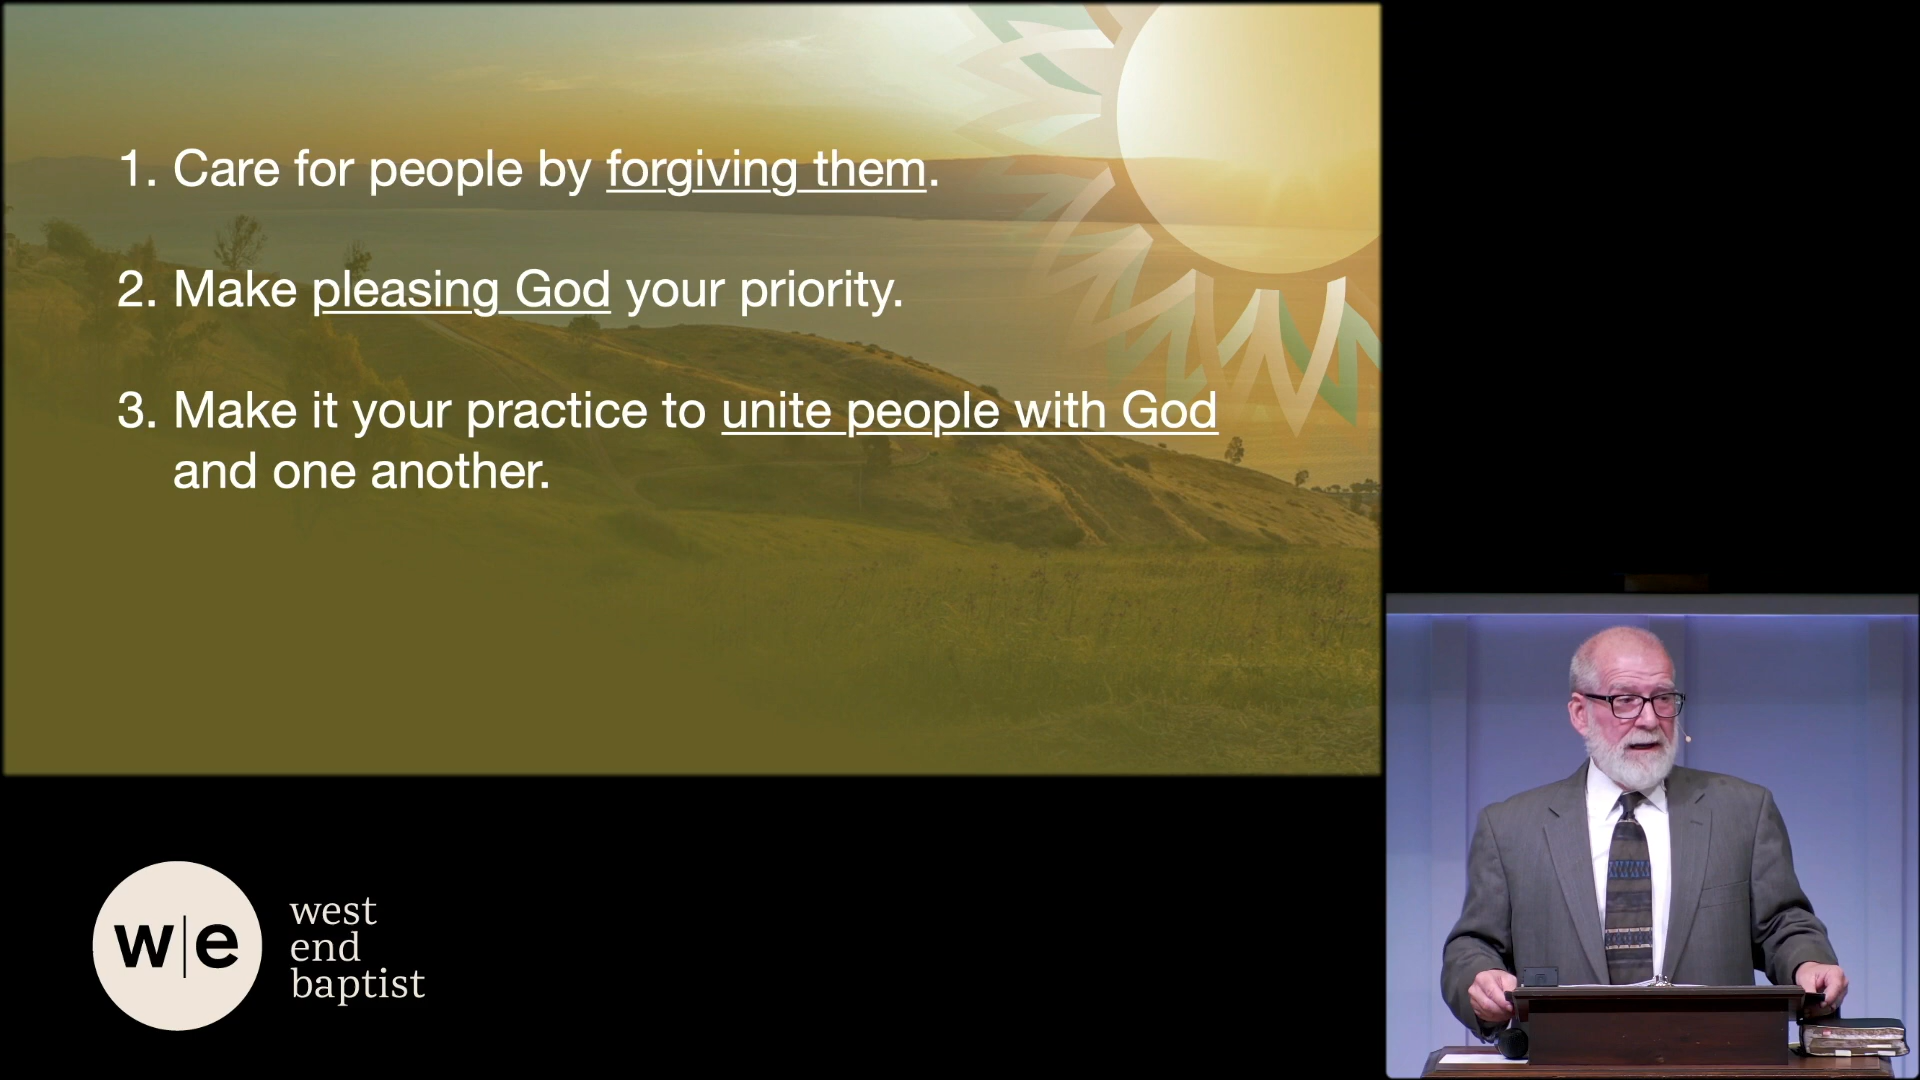 1. Care for people by forgiving them.
2. Make pleasing God your priority.
3. Make it your practice to unite people with God
and one another.
w|e
west
end
baptist